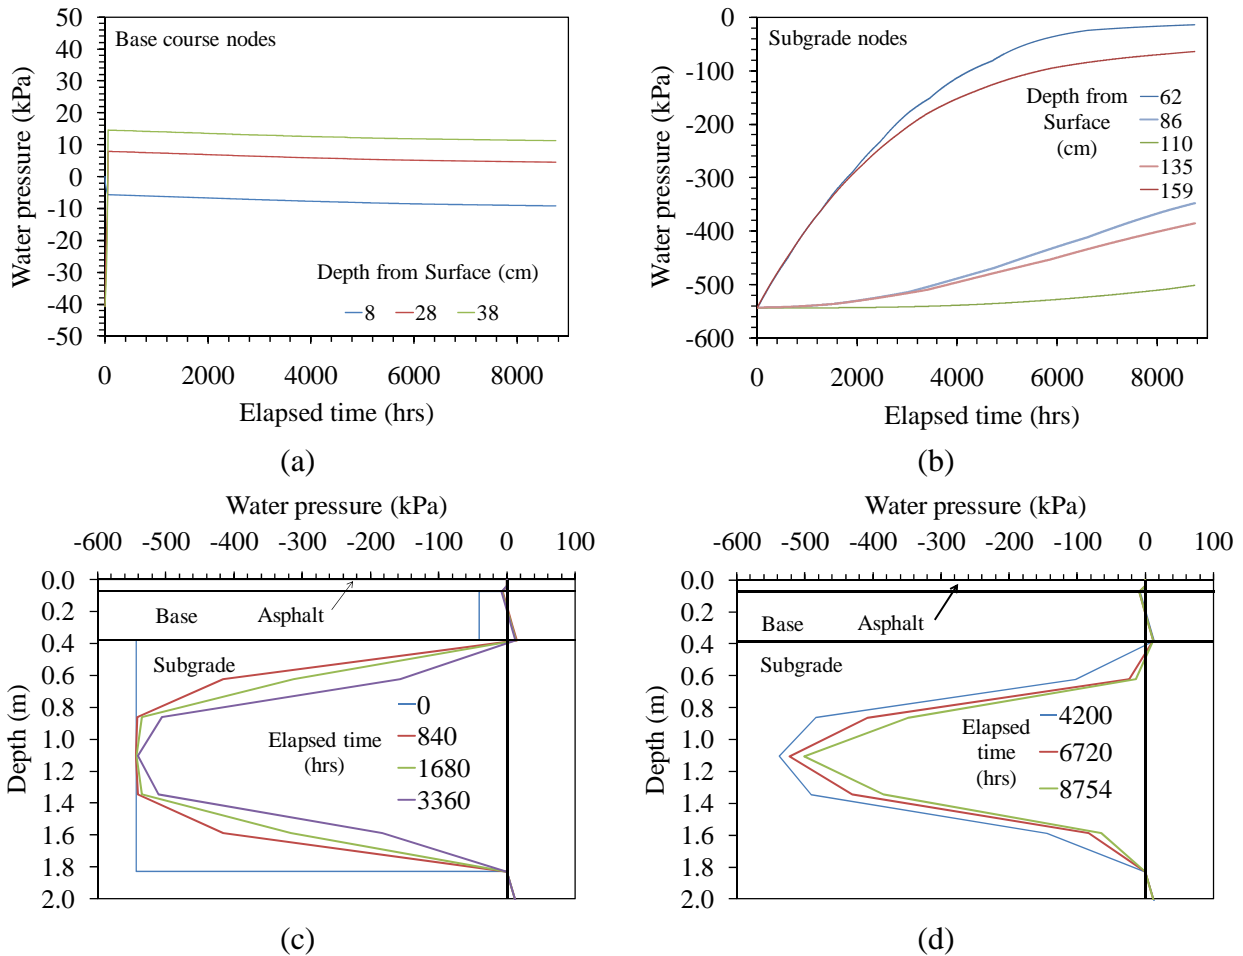 50
40
30
20
10
0
-10
-20
-30
-40
-50
Water pressure (kPa)
Base course nodes
Depth from Surface (cm)
8 28 38
0 2000 4000 6000 8000
Elapsed time (hrs)
(a)
0
-100
-200
-300
-400
-500
-600
Water pressure (kPa)
Subgrade nodes
Depth from
Surface
(cm)
62
86
110
135
159
0 2000 4000 6000 8000
Elapsed time (hrs)
(b)
Water pressure (kPa)
-600 -500 -400 -300 -200 -100 0 100
0.0
0.2
0.4
0.6
0.8
1.0
1.2
1.4
1.6
1.8
2.0
Depth (m)
Base
Asphalt
Subgrade
Elapsed time
(hrs)
0
840
1680
3360
(c)
Water pressure (kPa)
-600 -500 -400 -300 -200 -100 0 100
0.0
0.2
0.4
0.6
0.8
1.0
1.2
1.4
1.6
1.8
2.0
Depth (m)
Base
Asphalt
Subgrade
Elapsed
time
(hrs)
4200
6720
8754
(d)